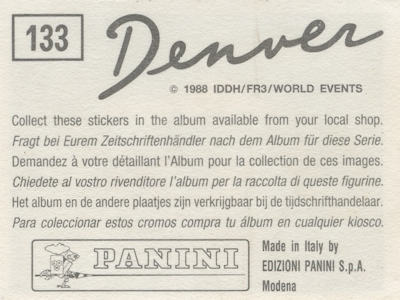 133
Denver
© 1988 IDDH/FR3/WORLD EVENTS
Collect these stickers in the album available from your local shop.
Fragt bei Eurem Zeitschriftenhändler nach dem Album für diese Serie.
Demandez à votre détaillant l'Album pour la collection de ces images.
Chiedete al vostro rivenditore l'album per la raccolta di queste figurine.
Het album en de andere plaatjes zijn verkrijgbaar bij de tijdschrifthandelaar.
Para coleccionar estos cromos compra tu álbum en cualquier kiosco.
PANINI
Made in Italy by
EDIZIONI PANINI S.p.A.
Modena